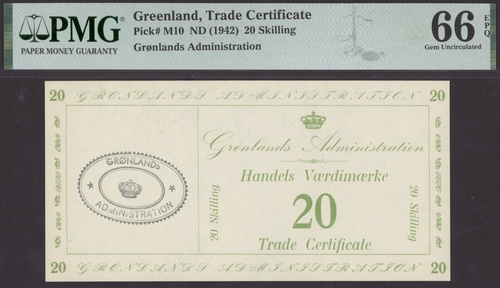 PMG
PAPER MONEY GUARANTY
Greenland, Trade Certificate
Pick# M10 ND (1942) 20 Skilling
Grønlands Administration
66
EPQ
Gem Uncirculated
20 GRØNLANDS ADMINISTRATION 20
Grønlands Administration
GRØNLANDS
ADMINISTRATION
Handels Værdimærke
20 Skilling
20
20 Skilling
Trade Certificate
20 GRØNLANDS ADMINISTRATION 20